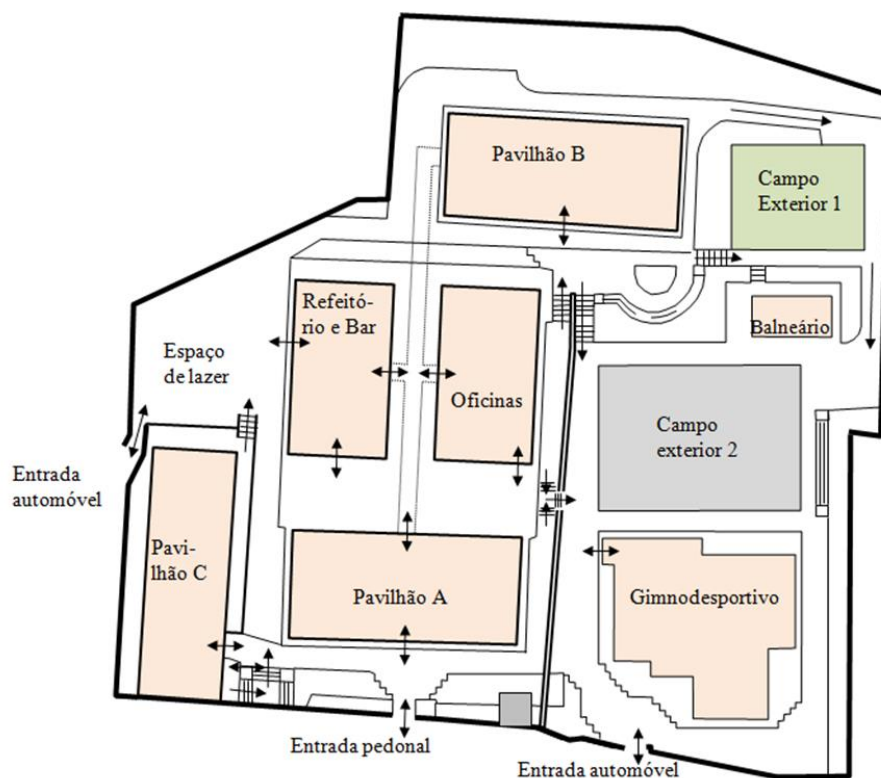 Pavilhão B
Campo
Exterior 1
Refeitó-
rio e Bar
Balneário
Espaço
de lazer
Oficinas
Campo
exterior 2
Entrada
automóvel
Pavi-
lhão C
Pavilhão A
Gimnodesportivo
Entrada pedonal
Entrada automóvel